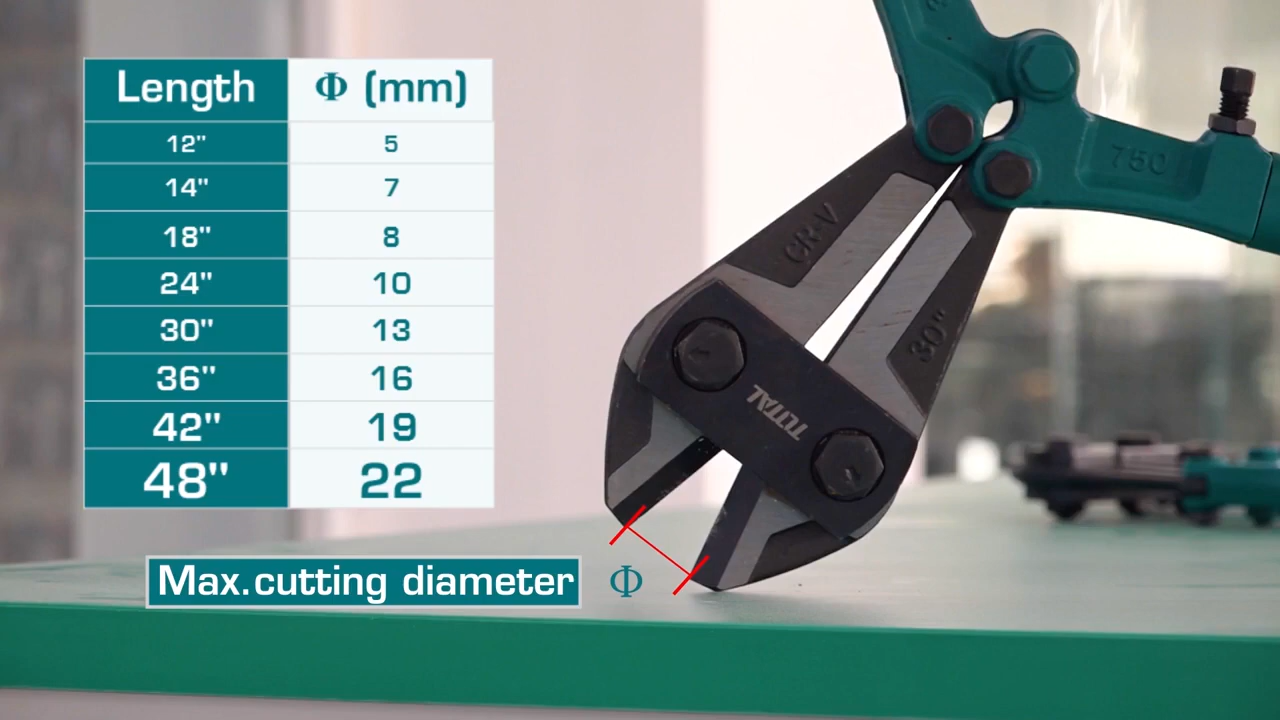 Length Φ (mm)
12" 5
14" 7
18" 8
24" 10
30" 13
36" 16
42" 19
48" 22
Max. cutting diameter Φ
750
CR-V
30"
TOTAL